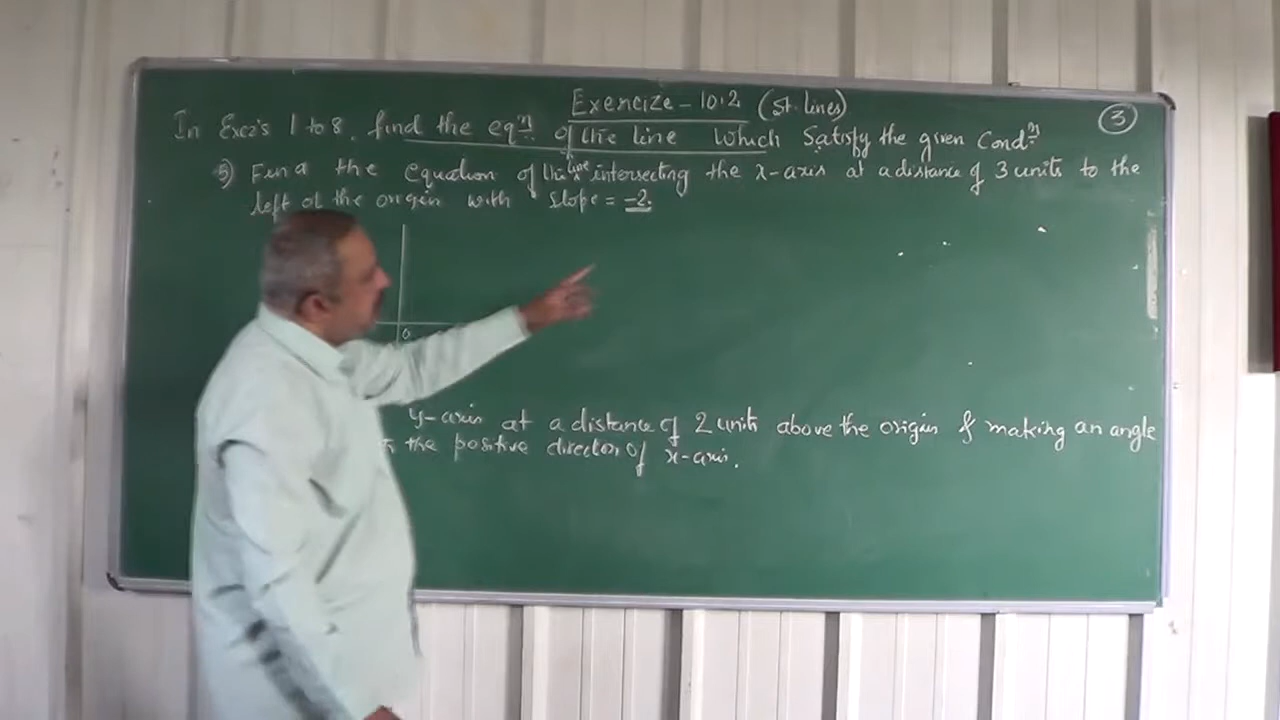 Exercize - 10.2 (St. lines)
3
In Exec's 1 to 8, find the eqn of the line which Satisfy the given Condn:
5) Find the equation of the line intersecting the x-axis at a distance of 3 units to the
left of the origin with slope = -2.
0
y-axis at a distance of 2 units above the origin & making an angle
the positive direction of x-axis.